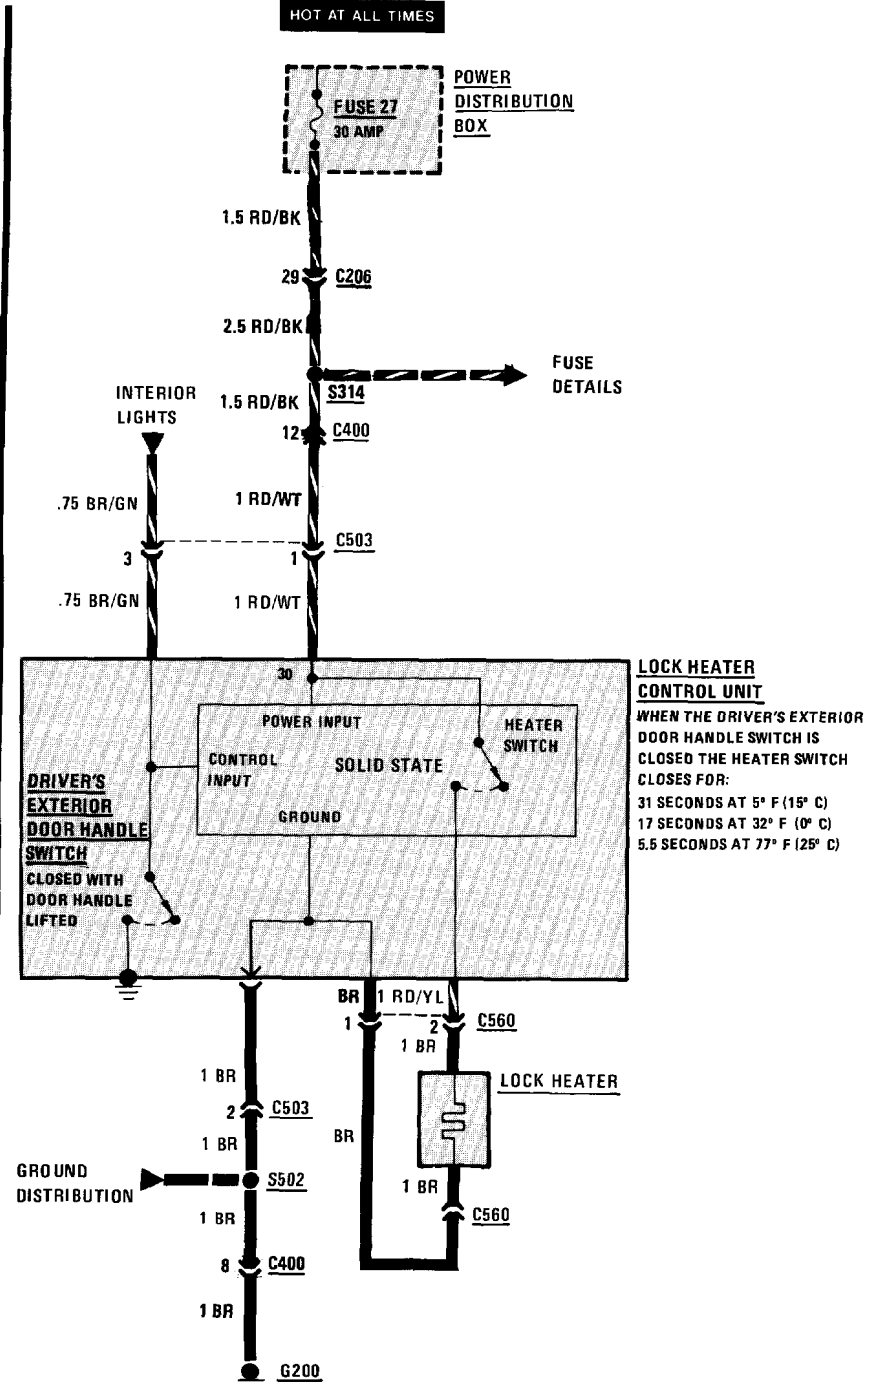 HOT AT ALL TIMES
POWER
DISTRIBUTION
BOX
FUSE 27
30 AMP
1.5 RD/BK
29
C206
2.5 RD/BK
FUSE
DETAILS
S314
INTERIOR
LIGHTS
1.5 RD/BK
12
C400
.75 BR/GN
1 RD/WT
C503
3
1
.75 BR/GN
1 RD/WT
30
LOCK HEATER
CONTROL UNIT
WHEN THE DRIVER'S EXTERIOR
DOOR HANDLE SWITCH IS
CLOSED THE HEATER SWITCH
CLOSES FOR:
31 SECONDS AT 5° F (15° C)
17 SECONDS AT 32° F (0° C)
5.5 SECONDS AT 77° F (25° C)
POWER INPUT
HEATER
SWITCH
CONTROL
INPUT
SOLID STATE
GROUND
DRIVER'S
EXTERIOR
DOOR HANDLE
SWITCH
CLOSED WITH
DOOR HANDLE
LIFTED
BR
1 RD/YL
1
2
C560
1 BR
1 BR
LOCK HEATER
2
C503
BR
1 BR
GROUND
DISTRIBUTION
S502
1 BR
1 BR
C560
8
C400
1 BR
G200